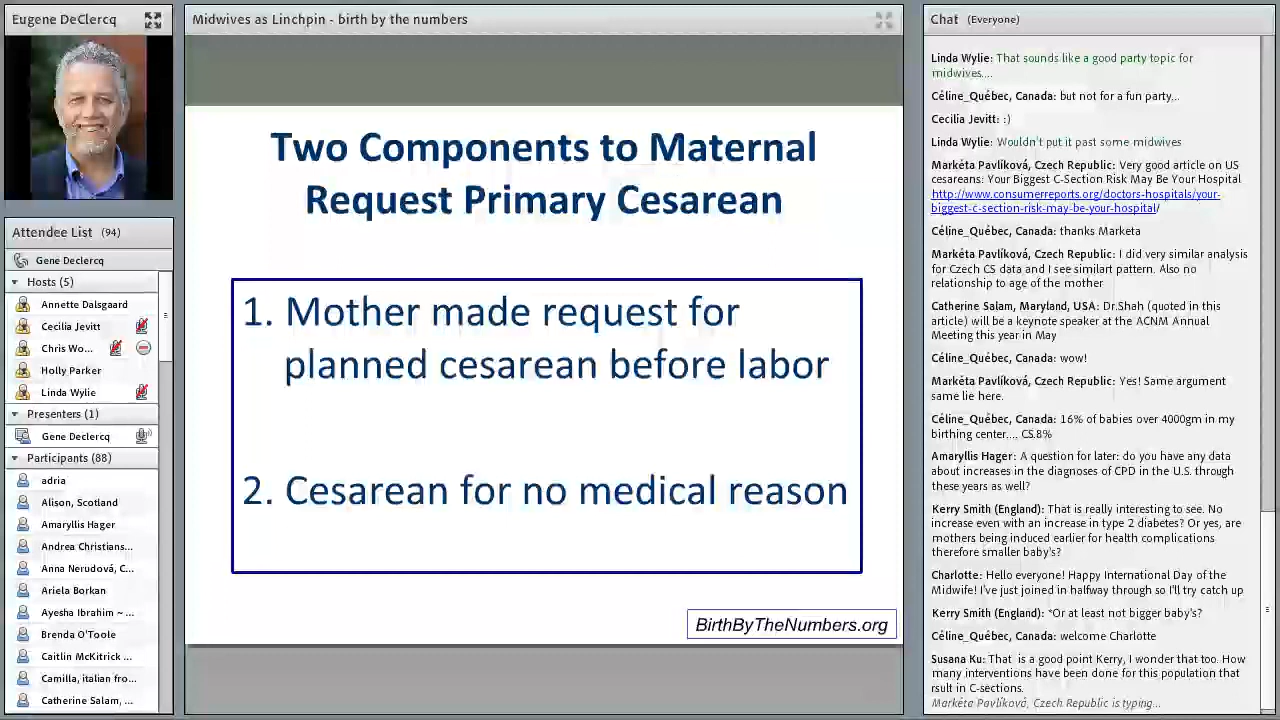 Eugene DeClercq
Midwives as Linchpin - birth by the numbers
Chat (Everyone)
Attendee List (94)
Gene Declercq
Hosts (5)
Annette Dalsgaard
Cecilia Jevitt
Chris Wo...
Holly Parker
Linda Wylie
Presenters (1)
Gene Declercq
Participants (88)
adria
Alison, Scotland
Amaryllis Hager
Andrea Christians...
Anna Nerudová, C...
Ariela Borkan
Ayesha Ibrahim ~ ...
Brenda O'Toole
Caitlin McKitrick ...
Camilla, italian fro...
Catherine Salam, ...
Two Components to Maternal
Request Primary Cesarean
1. Mother made request for
planned cesarean before labor
2. Cesarean for no medical reason
BirthByTheNumbers.org
Linda Wylie: That sounds like a good party topic for
midwives....
Céline_Québec, Canada: but not for a fun party...
Cecilia Jevitt: :)
Linda Wylie: Wouldn't put it past some midwives
Markéta Pavlíková, Czech Republic: Very good article on US
cesareans: Your Biggest C-Section Risk May Be Your Hospital
http://www.consumerreports.org/doctors-hospitals/your-
biggest-c-section-risk-may-be-your-hospital/
Céline_Québec, Canada: thanks Marketa
Markéta Pavlíková, Czech Republic: I did very similar analysis
for Czech CS data and I see similart pattern. Also no
relationship to age of the mother
Catherine Salam, Maryland, USA: Dr.Shah (quoted in this
article) will be a keynote speaker at the ACNM Annual
Meeting this year in May
Céline_Québec, Canada: wow!
Markéta Pavlíková, Czech Republic: Yes! Same argument
same lie here.
Céline_Québec, Canada: 16% of babies over 4000gm in my
birthing center.... CS.8%
Amaryllis Hager: A question for later: do you have any data
about increases in the diagnoses of CPD in the U.S. through
these years as well?
Kerry Smith (England): That is really interesting to see. No
increase even with an increase in type 2 diabetes? Or yes, are
mothers being induced earlier for health complications
therefore smaller baby's?
Charlotte: Hello everyone! Happy International Day of the
Midwife! I've just joined in halfway through so I'll try catch up
Kerry Smith (England): *Or at least not bigger baby's?
Céline_Québec, Canada: welcome Charlotte
Susana Ku: That is a good point Kerry, I wonder that too. How
many interventions have been done for this population that
rsult in C-sections.
Markéta Pavlíková, Czech Republic is typing...